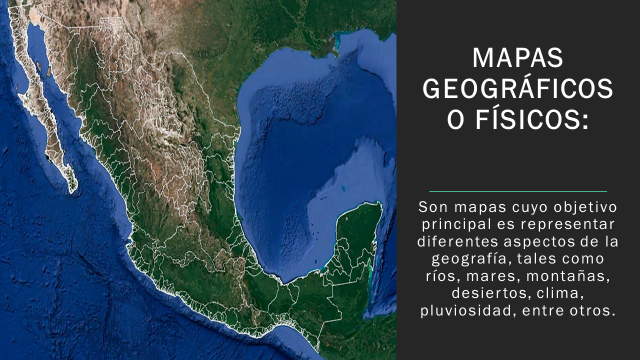 MAPAS
GEOGRÁFICOS
O FÍSICOS:
Son mapas cuyo objetivo
principal es representar
diferentes aspectos de la
geografía, tales como
ríos, mares, montañas,
desiertos, clima,
pluviosidad, entre otros.